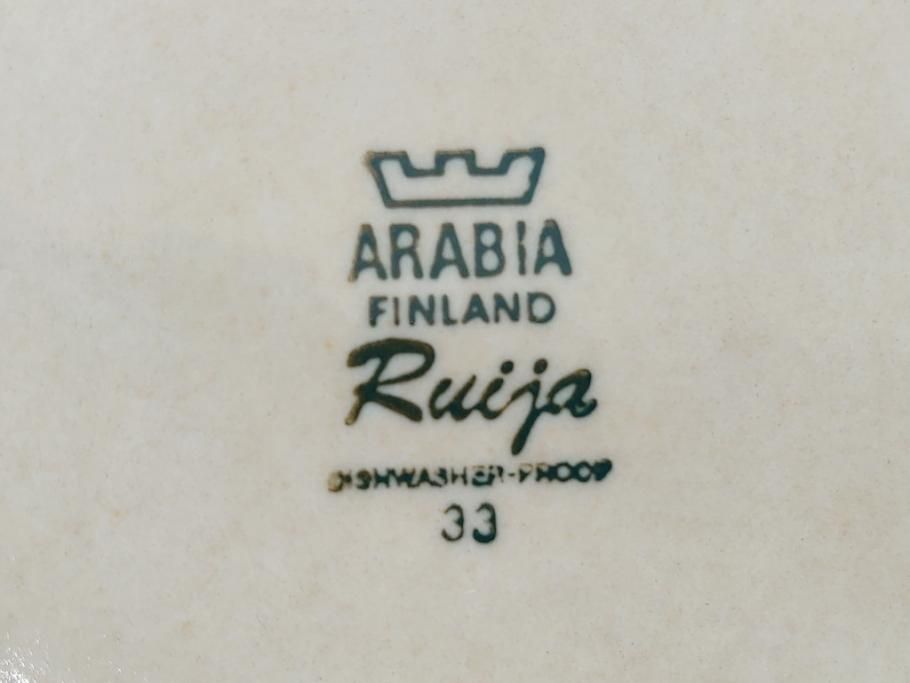 ARABIA
FINLAND
Ruija
DISHWASHER-PROOF
33